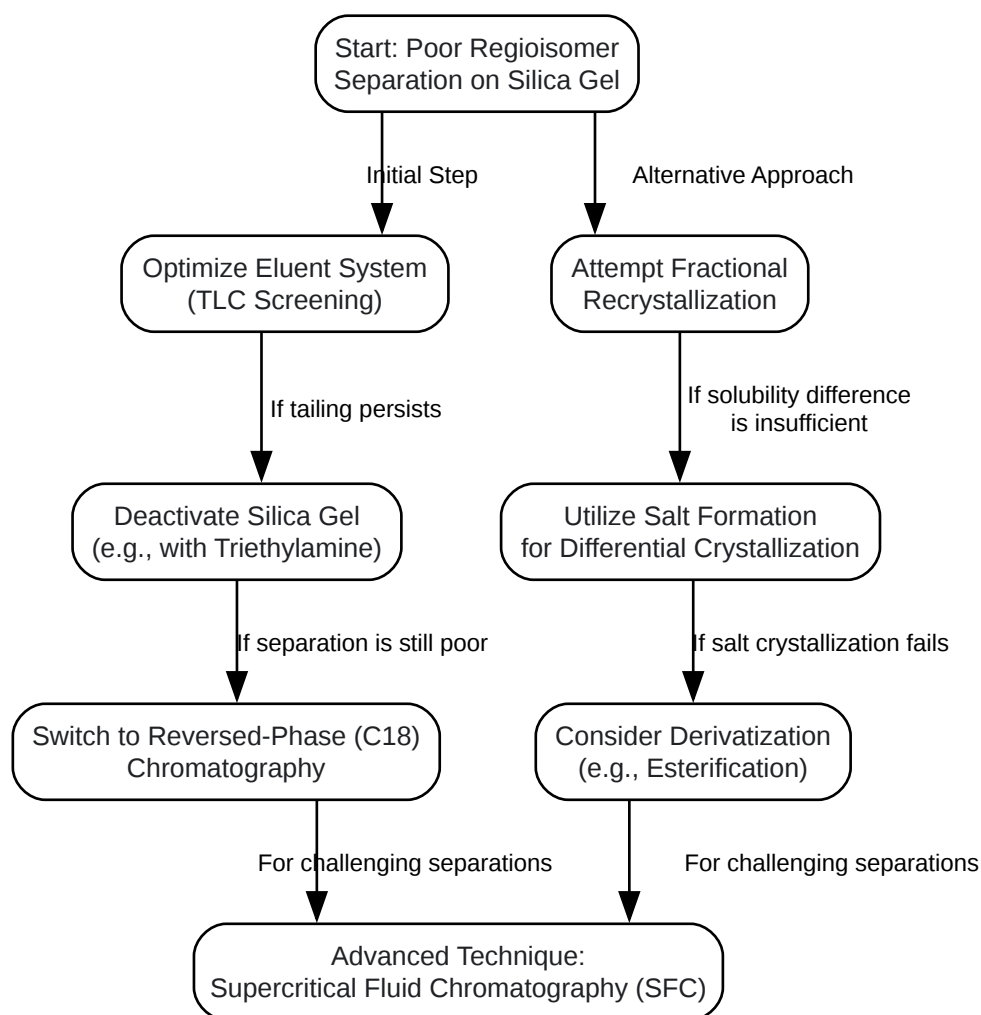 Start: Poor Regioisomer
Separation on Silica Gel
Initial Step
Alternative Approach
Optimize Eluent System
(TLC Screening)
Attempt Fractional
Recrystallization
If tailing persists
If solubility difference
is insufficient
Deactivate Silica Gel
(e.g., with Triethylamine)
Utilize Salt Formation
for Differential Crystallization
If separation is still poor
If salt crystallization fails
Switch to Reversed-Phase (C18)
Chromatography
Consider Derivatization
(e.g., Esterification)
For challenging separations
For challenging separations
Advanced Technique:
Supercritical Fluid Chromatography (SFC)